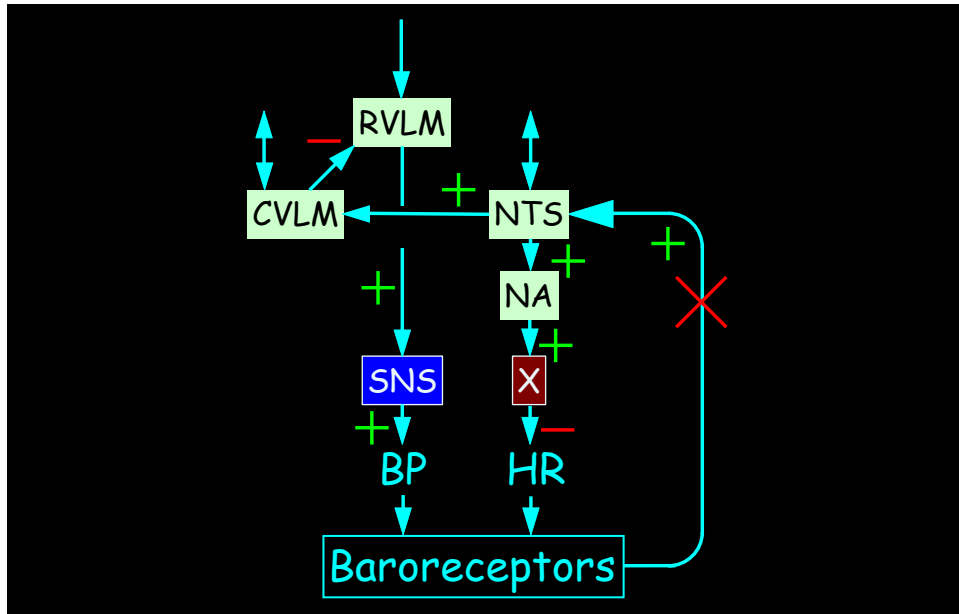 RVLM
−
CVLM
+
NTS
+
+
NA
+
+
SNS
X
+
−
BP
HR
Baroreceptors